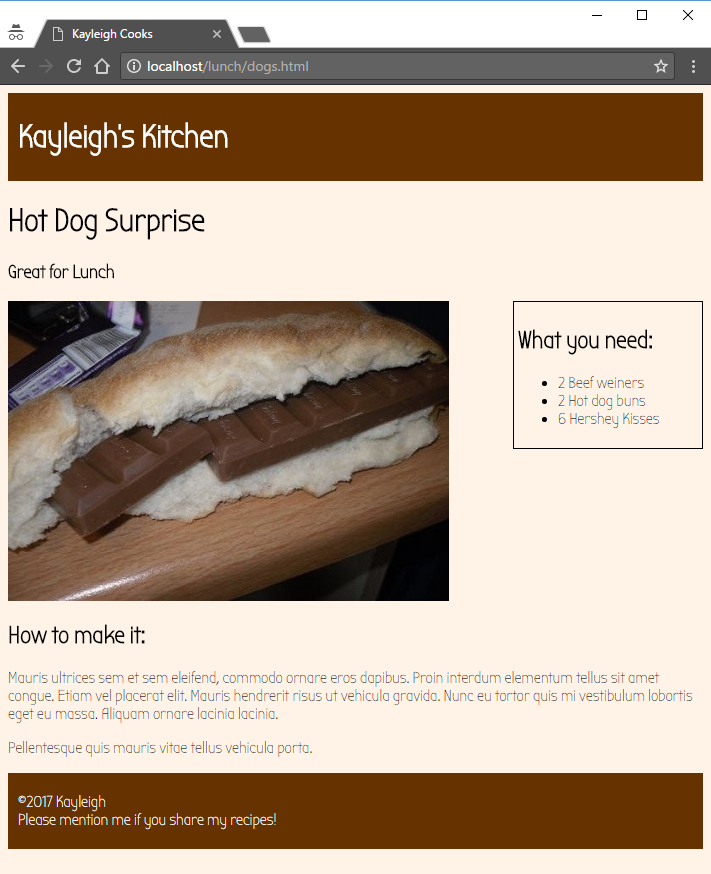 Kayleigh Cooks
localhost/lunch/dogs.html
Kayleigh's Kitchen
Hot Dog Surprise
Great for Lunch
What you need:
2 Beef weiners
2 Hot dog buns
6 Hershey Kisses
How to make it:
Mauris ultrices sem et sem eleifend, commodo ornare eros dapibus. Proin interdum elementum tellus sit amet
congue. Etiam vel placerat elit. Mauris hendrerit risus ut vehicula gravida. Nunc eu tortor quis mi vestibulum lobortis
eget eu massa. Aliquam ornare lacinia lacinia.
Pellentesque quis mauris vitae tellus vehicula porta.
©2017 Kayleigh
Please mention me if you share my recipes!